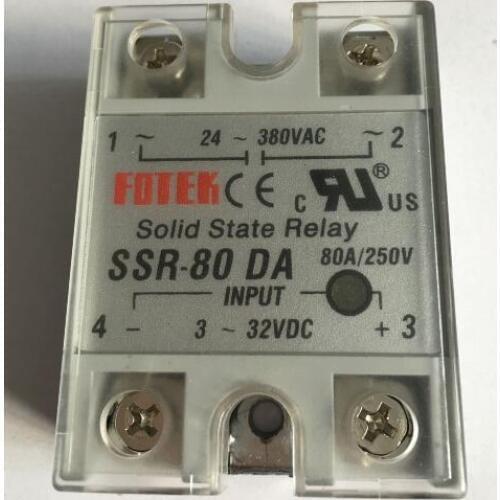 1 ~ 24 ~ 380VAC ~ 2
FOTEK CE c RU ® US
Solid State Relay
SSR-80 DA 80A/250V
INPUT
4 - 3 ~ 32VDC + 3